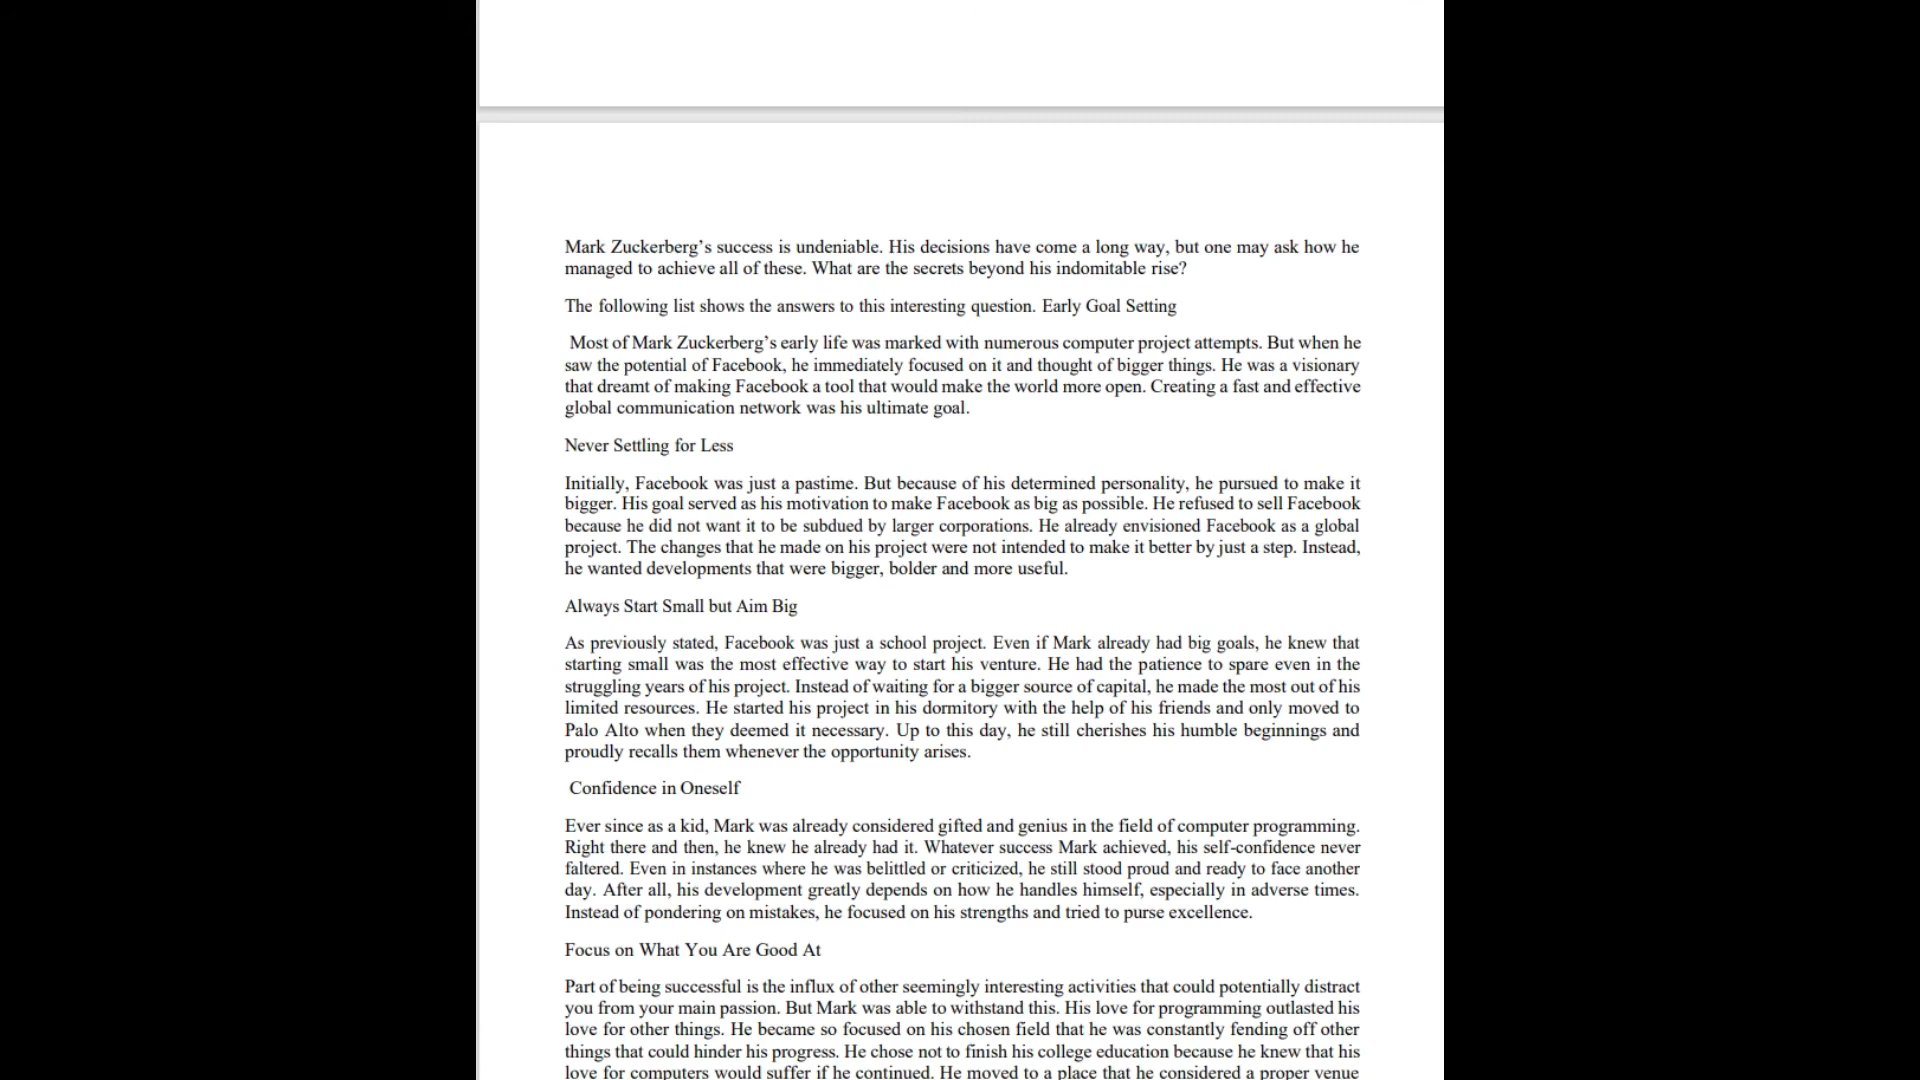 Mark Zuckerberg’s success is undeniable. His decisions have come a long way, but one may ask how he
managed to achieve all of these. What are the secrets beyond his indomitable rise?
The following list shows the answers to this interesting question. Early Goal Setting
Most of Mark Zuckerberg’s early life was marked with numerous computer project attempts. But when he
saw the potential of Facebook, he immediately focused on it and thought of bigger things. He was a visionary
that dreamt of making Facebook a tool that would make the world more open. Creating a fast and effective
global communication network was his ultimate goal.
Never Settling for Less
Initially, Facebook was just a pastime. But because of his determined personality, he pursued to make it
bigger. His goal served as his motivation to make Facebook as big as possible. He refused to sell Facebook
because he did not want it to be subdued by larger corporations. He already envisioned Facebook as a global
project. The changes that he made on his project were not intended to make it better by just a step. Instead,
he wanted developments that were bigger, bolder and more useful.
Always Start Small but Aim Big
As previously stated, Facebook was just a school project. Even if Mark already had big goals, he knew that
starting small was the most effective way to start his venture. He had the patience to spare even in the
struggling years of his project. Instead of waiting for a bigger source of capital, he made the most out of his
limited resources. He started his project in his dormitory with the help of his friends and only moved to
Palo Alto when they deemed it necessary. Up to this day, he still cherishes his humble beginnings and
proudly recalls them whenever the opportunity arises.
Confidence in Oneself
Ever since as a kid, Mark was already considered gifted and genius in the field of computer programming.
Right there and then, he knew he already had it. Whatever success Mark achieved, his self-confidence never
faltered. Even in instances where he was belittled or criticized, he still stood proud and ready to face another
day. After all, his development greatly depends on how he handles himself, especially in adverse times.
Instead of pondering on mistakes, he focused on his strengths and tried to purse excellence.
Focus on What You Are Good At
Part of being successful is the influx of other seemingly interesting activities that could potentially distract
you from your main passion. But Mark was able to withstand this. His love for programming outlasted his
love for other things. He became so focused on his chosen field that he was constantly fending off other
things that could hinder his progress. He chose not to finish his college education because he knew that his
love for computers would suffer if he continued. He moved to a place that he considered a proper venue